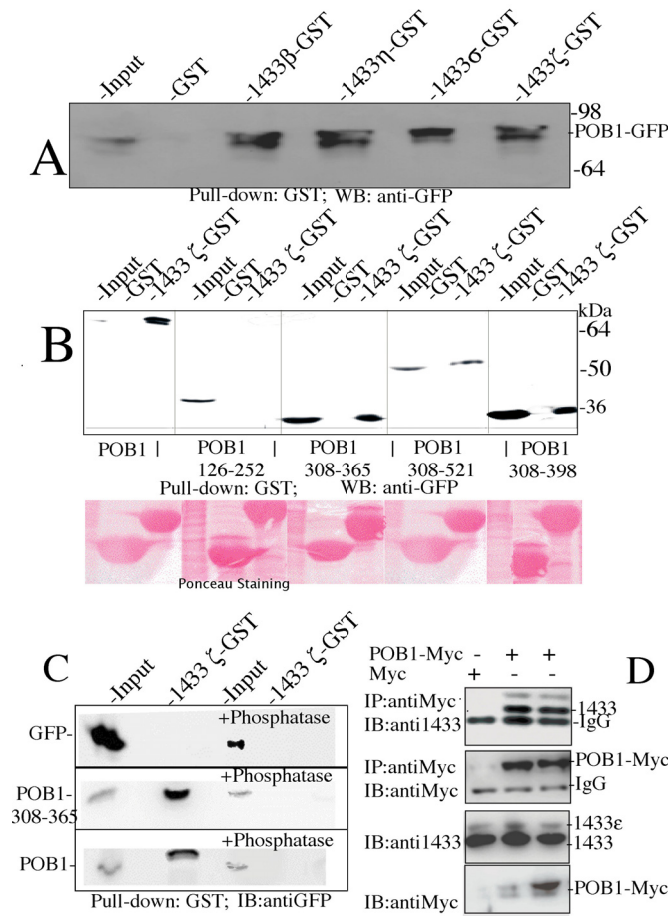 -Input -GST -1433β-GST -1433η-GST -1433σ-GST -1433ζ-GST
-98
POB1-GFP
-64
A
Pull-down: GST; WB: anti-GFP
-Input -GST -1433 ζ-GST -Input -GST -1433 ζ-GST -Input -GST -1433 ζ-GST -Input -GST -1433 ζ-GST -Input -GST -1433 ζ-GST
kDa
-64
B
-50
-36
POB1 | POB1 | POB1 | POB1 | POB1
126-252 308-365 308-521 308-398
Pull-down: GST; WB: anti-GFP
Ponceau Staining
C
-Input -1433 ζ-GST -Input -1433 ζ-GST
+Phosphatase
GFP-
+Phosphatase
POB1-
308-365
+Phosphatase
POB1-
Pull-down: GST; IB:antiGFP
D
POB1-Myc - + +
Myc + - -
IP:antiMyc
-1433
IB:anti1433
-IgG
IP:antiMyc
POB1-Myc
IgG
IB:antiMyc
1433ε
IB:anti1433
1433
POB1-Myc
IB:antiMyc